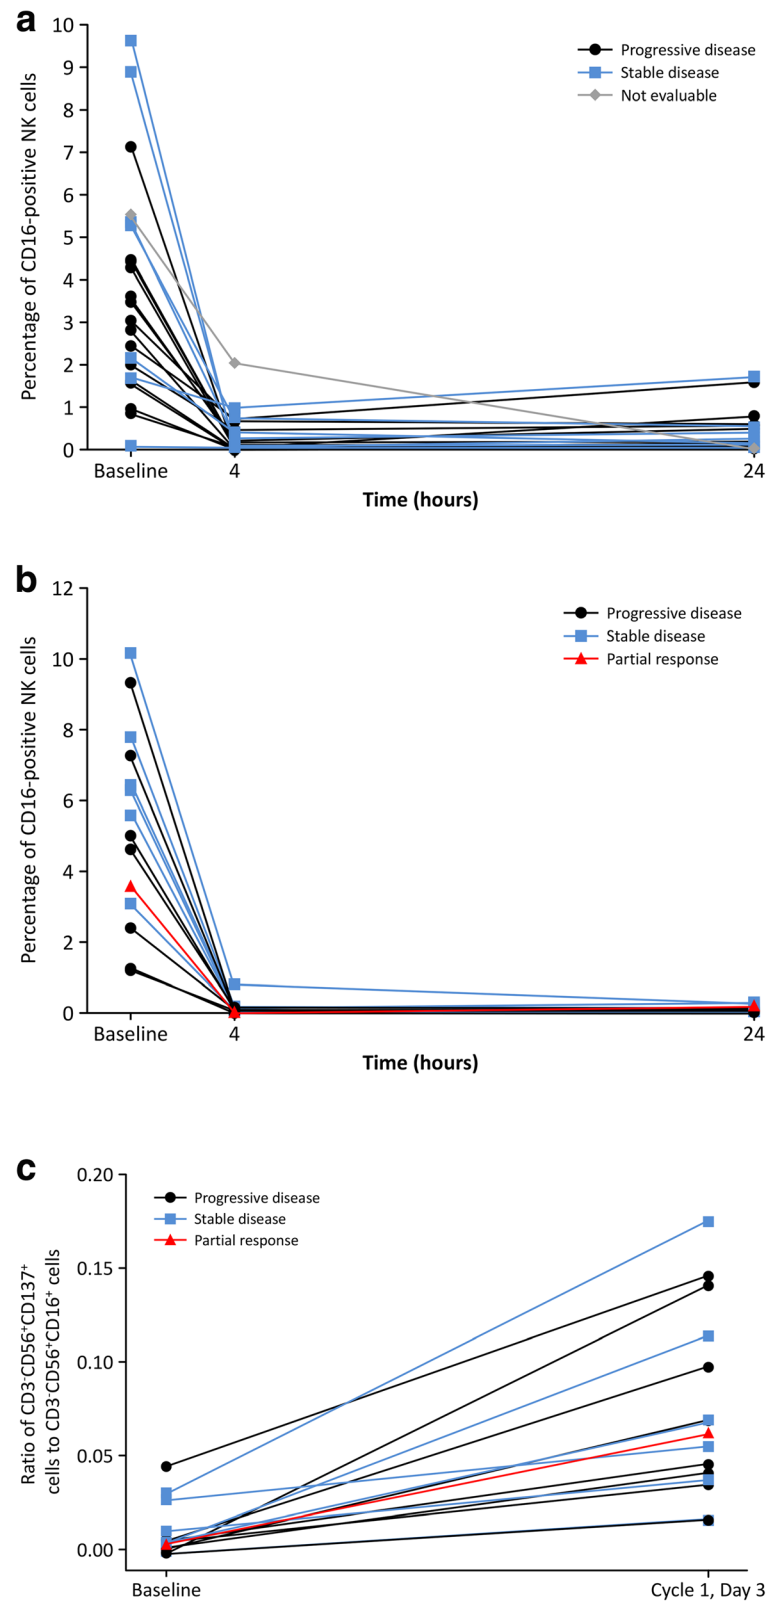 a
Percentage of CD16-positive NK cells
10
9
8
7
6
5
4
3
2
1
0
Progressive disease
Stable disease
Not evaluable
Baseline 4 24
Time (hours)
b
Percentage of CD16-positive NK cells
12
10
8
6
4
2
0
Progressive disease
Stable disease
Partial response
Baseline 4 24
Time (hours)
c
Ratio of CD3⁻CD56⁺CD137⁺
cells to CD3⁻CD56⁺CD16⁺ cells
0.20
0.15
0.10
0.05
0.00
Progressive disease
Stable disease
Partial response
Baseline Cycle 1, Day 3